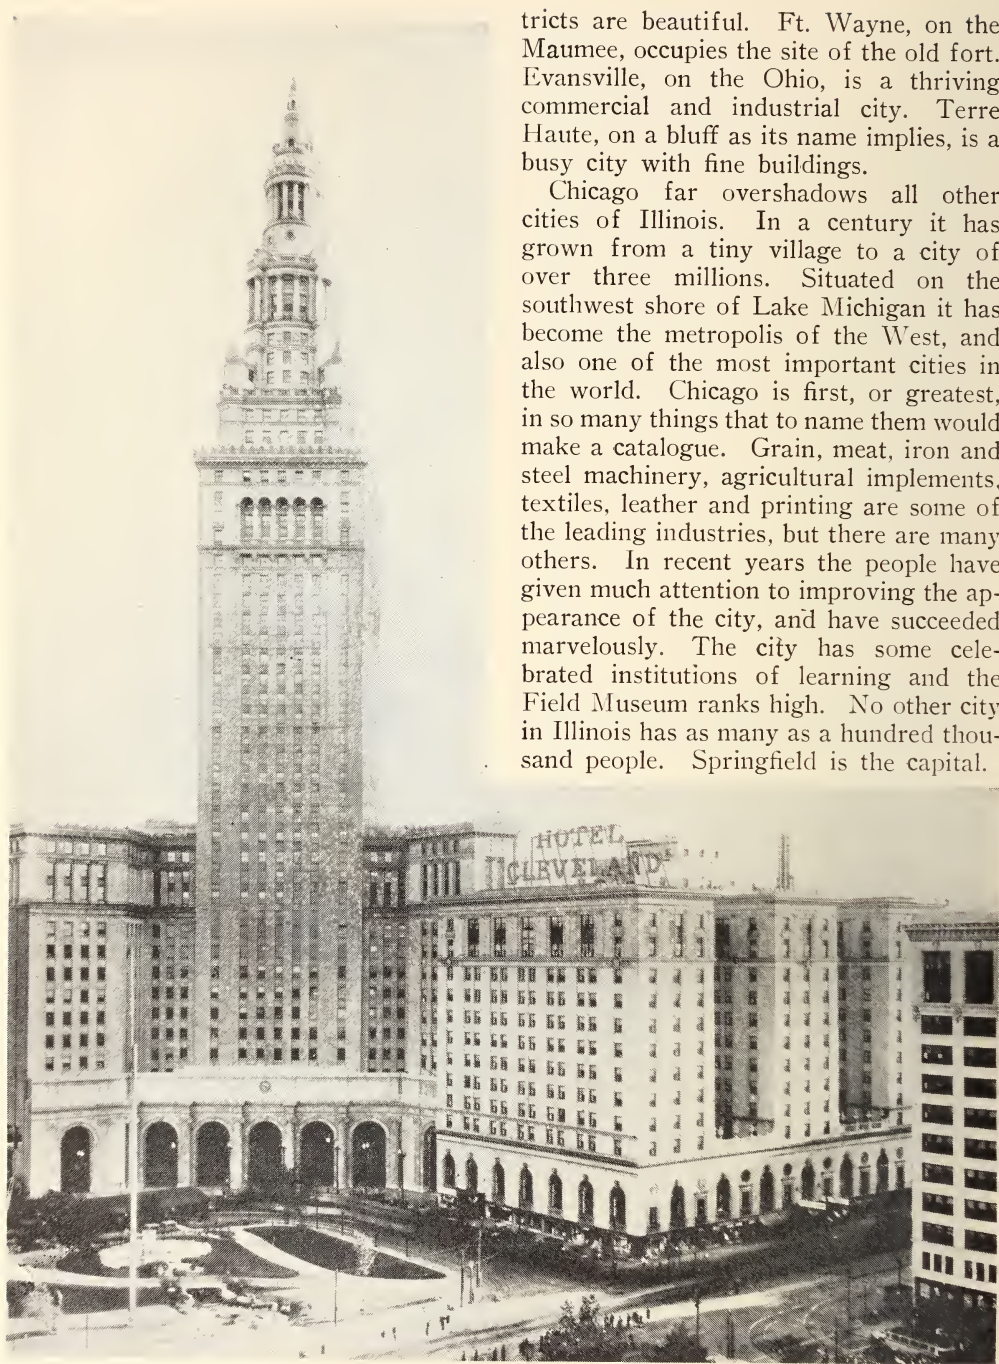 tricts are beautiful. Ft. Wayne, on the
Maumee, occupies the site of the old fort.
Evansville, on the Ohio, is a thriving
commercial and industrial city. Terre
Haute, on a bluff as its name implies, is a
busy city with fine buildings.
Chicago far overshadows all other
cities of Illinois. In a century it has
grown from a tiny village to a city of
over three millions. Situated on the
southwest shore of Lake Michigan it has
become the metropolis of the West, and
also one of the most important cities in
the world. Chicago is first, or greatest,
in so many things that to name them would
make a catalogue. Grain, meat, iron and
steel machinery, agricultural implements,
textiles, leather and printing are some of
the leading industries, but there are many
others. In recent years the people have
given much attention to improving the ap-
pearance of the city, and have succeeded
marvelously. The city has some cele-
brated institutions of learning and the
Field Museum ranks high. No other city
in Illinois has as many as a hundred thou-
sand people. Springfield is the capital.
HOTEL
CLEVELAND